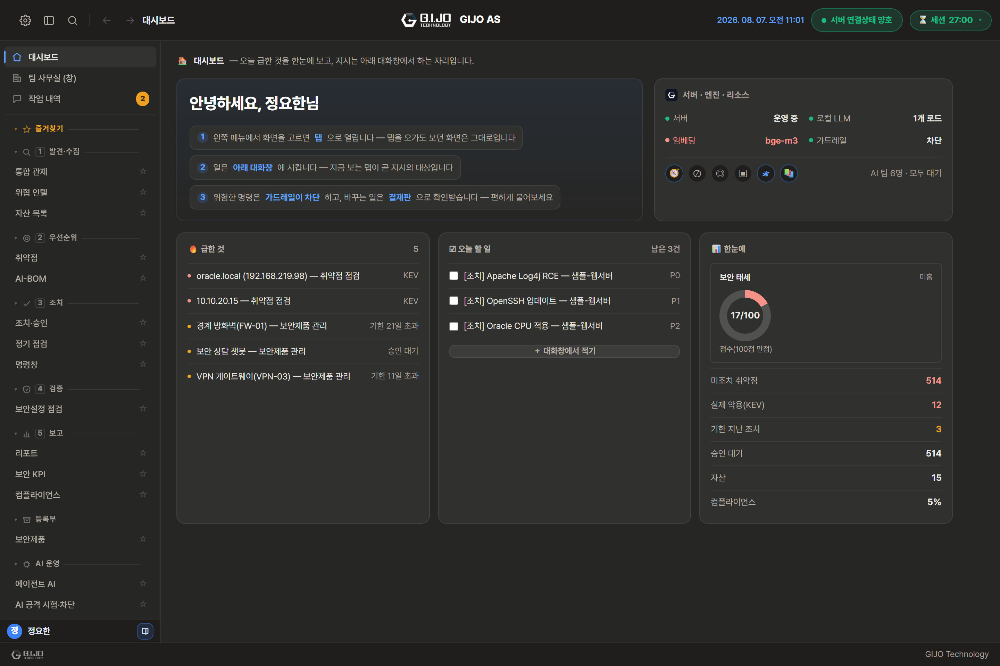 대시보드
G.I.JO TECHNOLOGY GIJO AS
2026. 08. 07. 오전 11:01
서버 연결상태 양호
세션 27:00
대시보드
팀 사무실 (창)
작업 내역 2
즐겨찾기
1 발견·수집
통합 관제
위협 인텔
자산 목록
2 우선순위
취약점
AI-BOM
3 조치
조치·승인
정기 점검
명령창
4 검증
보안설정 점검
5 보고
리포트
보안 KPI
컴플라이언스
등록부
보안제품
AI 운영
에이전트 AI
AI 공격 시험·차단
정 정요한
대시보드 — 오늘 급한 것을 한눈에 보고, 지시는 아래 대화창에서 하는 자리입니다.
안녕하세요, 정요한님
1 왼쪽 메뉴에서 화면을 고르면 탭 으로 열립니다 — 탭을 오가도 보던 화면은 그대로입니다
2 일은 아래 대화창 에 시킵니다 — 지금 보는 탭이 곧 지시의 대상입니다
3 위험한 명령은 가드레일이 차단 하고, 바꾸는 일은 결재판 으로 확인받습니다 — 편하게 물어보세요
서버 · 엔진 · 리소스
서버 운영 중
로컬 LLM 1개 로드
임베딩 bge-m3
가드레일 차단
AI 팀 6명 · 모두 대기
급한 것 5
oracle.local (192.168.219.98) — 취약점 점검 KEV
10.10.20.15 — 취약점 점검 KEV
경계 방화벽(FW-01) — 보안제품 관리 기한 21일 초과
보안 상담 챗봇 — 보안제품 관리 승인 대기
VPN 게이트웨이(VPN-03) — 보안제품 관리 기한 11일 초과
오늘 할 일 남은 3건
[조치] Apache Log4j RCE — 샘플-웹서버 P0
[조치] OpenSSH 업데이트 — 샘플-웹서버 P1
[조치] Oracle CPU 적용 — 샘플-웹서버 P2
+ 대화창에서 적기
한눈에
보안 태세 미흡
17/100
점수(100점 만점)
미조치 취약점 514
실제 악용(KEV) 12
기한 지난 조치 3
승인 대기 514
자산 15
컴플라이언스 5%
G.I.JO TECHNOLOGY
GIJO Technology